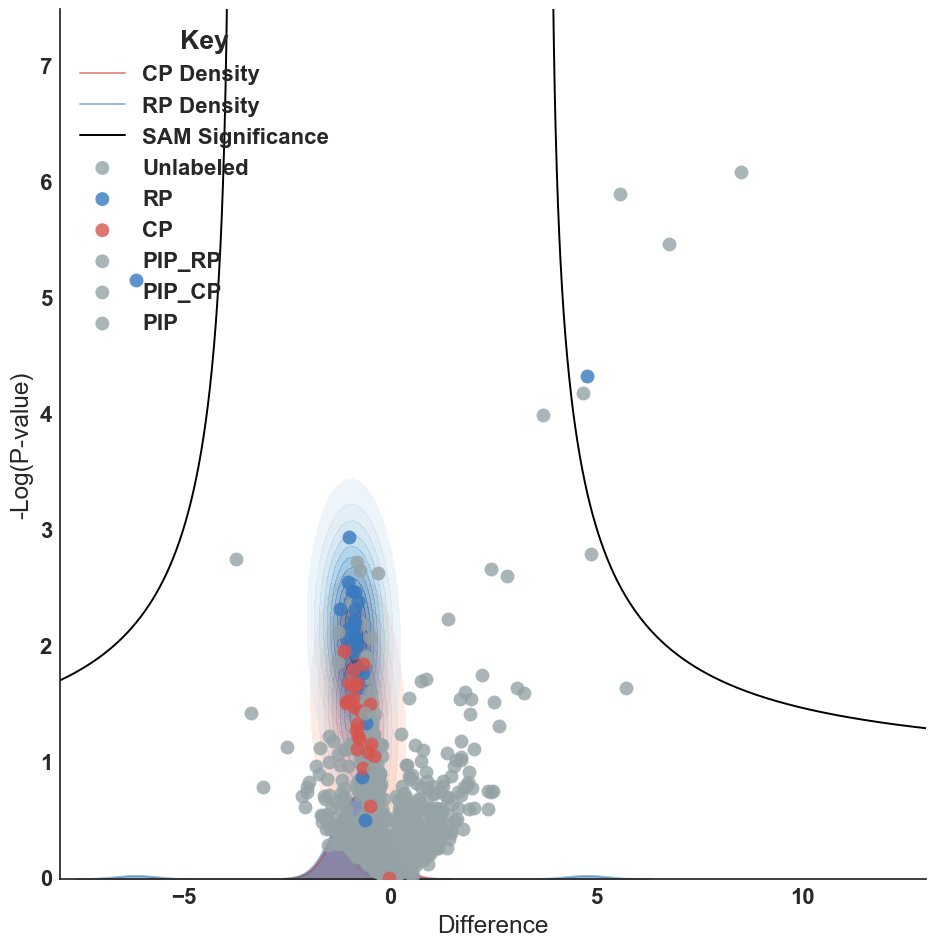 Key
CP Density
RP Density
SAM Significance
Unlabeled
RP
CP
PIP_RP
PIP_CP
PIP
7
6
5
4
3
2
1
0
-Log(P-value)
−5 0 5 10
Difference